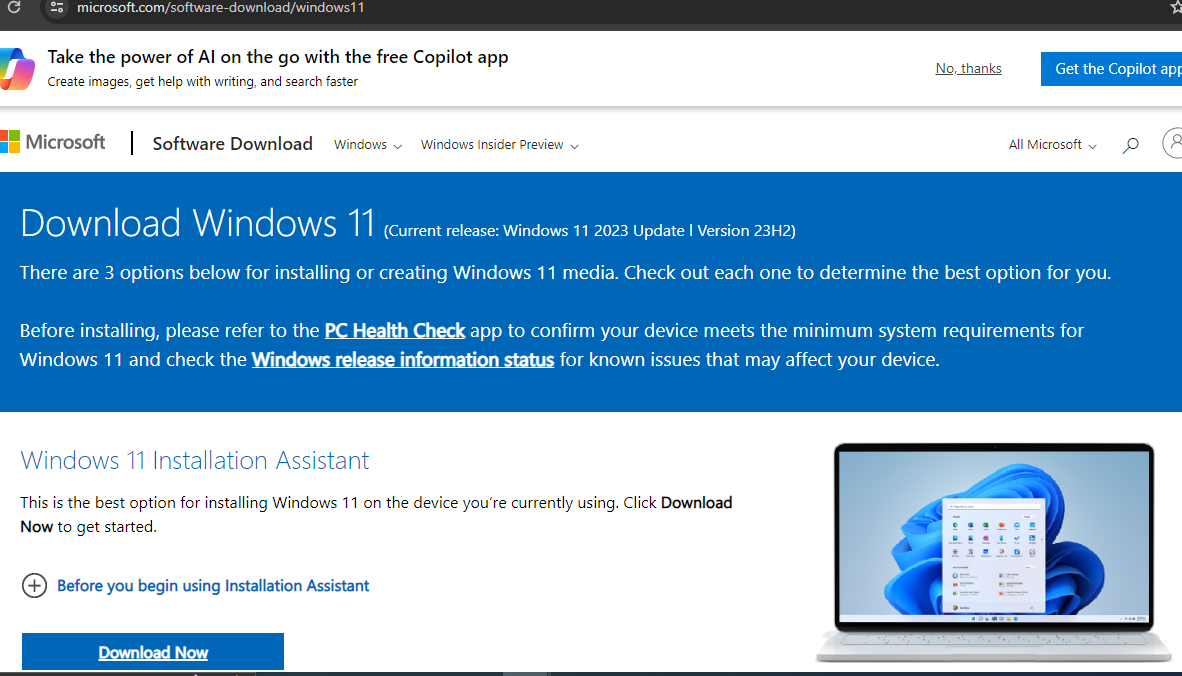 microsoft.com/software-download/windows11
Take the power of AI on the go with the free Copilot app
Create images, get help with writing, and search faster
No, thanks
Get the Copilot app
Microsoft
Software Download
Windows
Windows Insider Preview
All Microsoft
Download Windows 11 (Current release: Windows 11 2023 Update l Version 23H2)
There are 3 options below for installing or creating Windows 11 media. Check out each one to determine the best option for you.
Before installing, please refer to the PC Health Check app to confirm your device meets the minimum system requirements for
Windows 11 and check the Windows release information status for known issues that may affect your device.
Windows 11 Installation Assistant
This is the best option for installing Windows 11 on the device you're currently using. Click Download
Now to get started.
Before you begin using Installation Assistant
Download Now